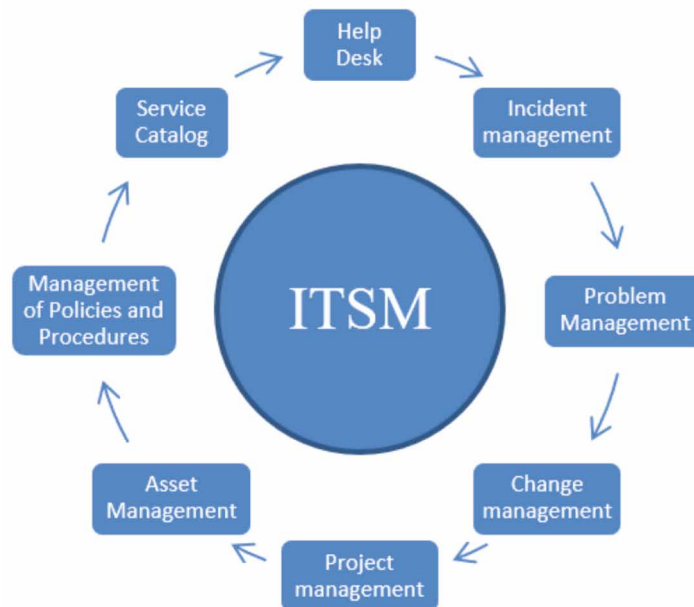 Help
Desk
Incident
management
Problem
Management
Change
management
Project
management
Asset
Management
Management
of Policies and
Procedures
Service
Catalog
ITSM